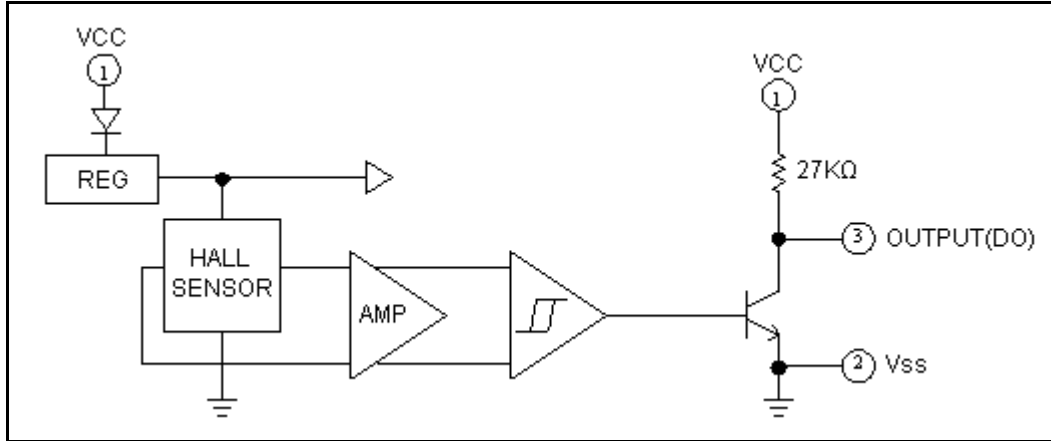 VCC
1
REG
HALL
SENSOR
AMP
VCC
1
27KΩ
3 OUTPUT(DO)
2 Vss